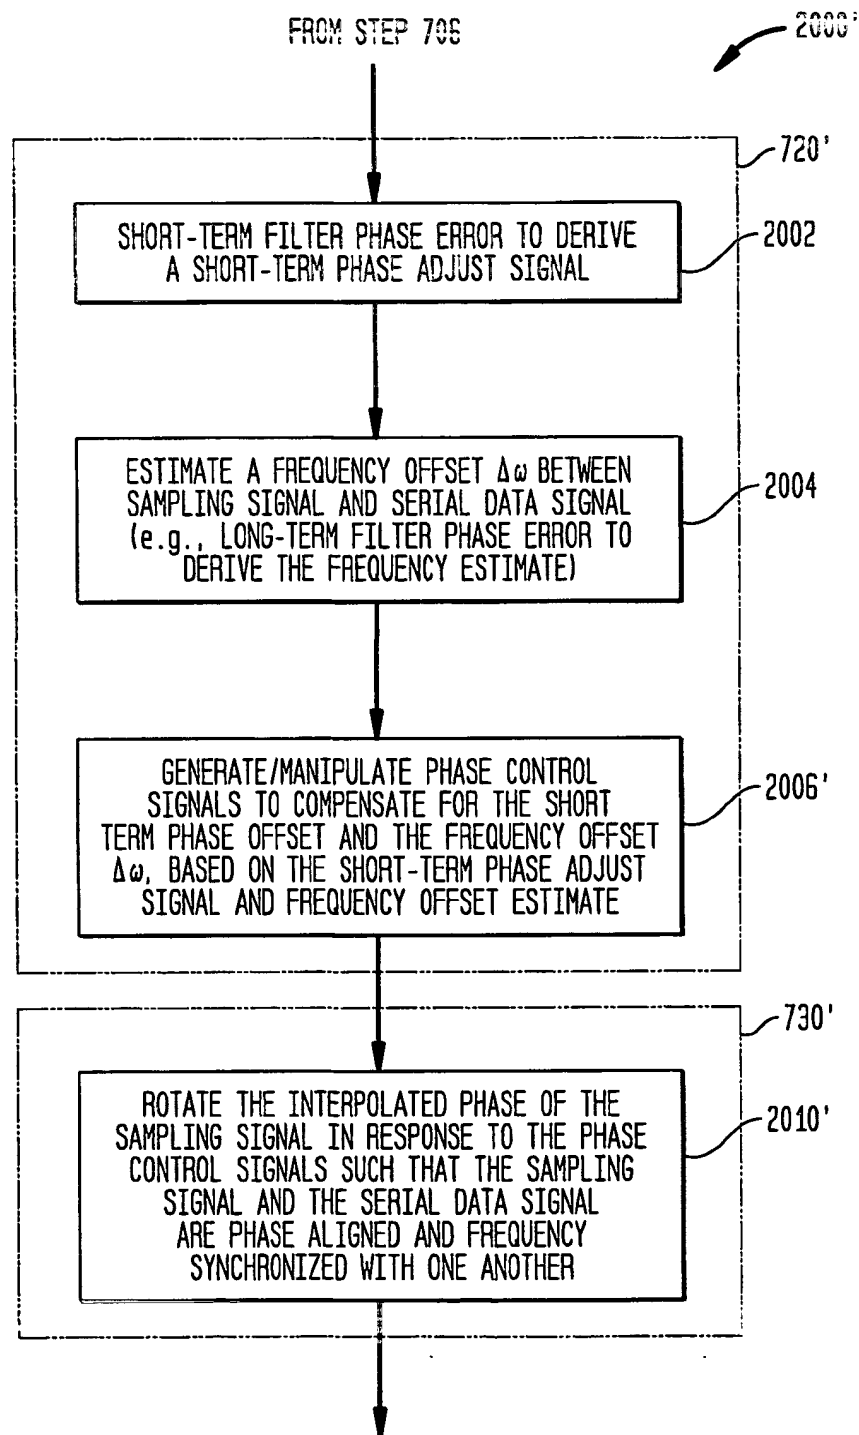 FROM STEP 706
2000'
720'
SHORT-TERM FILTER PHASE ERROR TO DERIVE
A SHORT-TERM PHASE ADJUST SIGNAL
2002
ESTIMATE A FREQUENCY OFFSET Δω BETWEEN
SAMPLING SIGNAL AND SERIAL DATA SIGNAL
(e.g., LONG-TERM FILTER PHASE ERROR TO
DERIVE THE FREQUENCY ESTIMATE)
2004
GENERATE/MANIPULATE PHASE CONTROL
SIGNALS TO COMPENSATE FOR THE SHORT
TERM PHASE OFFSET AND THE FREQUENCY OFFSET
Δω, BASED ON THE SHORT-TERM PHASE ADJUST
SIGNAL AND FREQUENCY OFFSET ESTIMATE
2006'
730'
ROTATE THE INTERPOLATED PHASE OF THE
SAMPLING SIGNAL IN RESPONSE TO THE PHASE
CONTROL SIGNALS SUCH THAT THE SAMPLING
SIGNAL AND THE SERIAL DATA SIGNAL
ARE PHASE ALIGNED AND FREQUENCY
SYNCHRONIZED WITH ONE ANOTHER
2010'